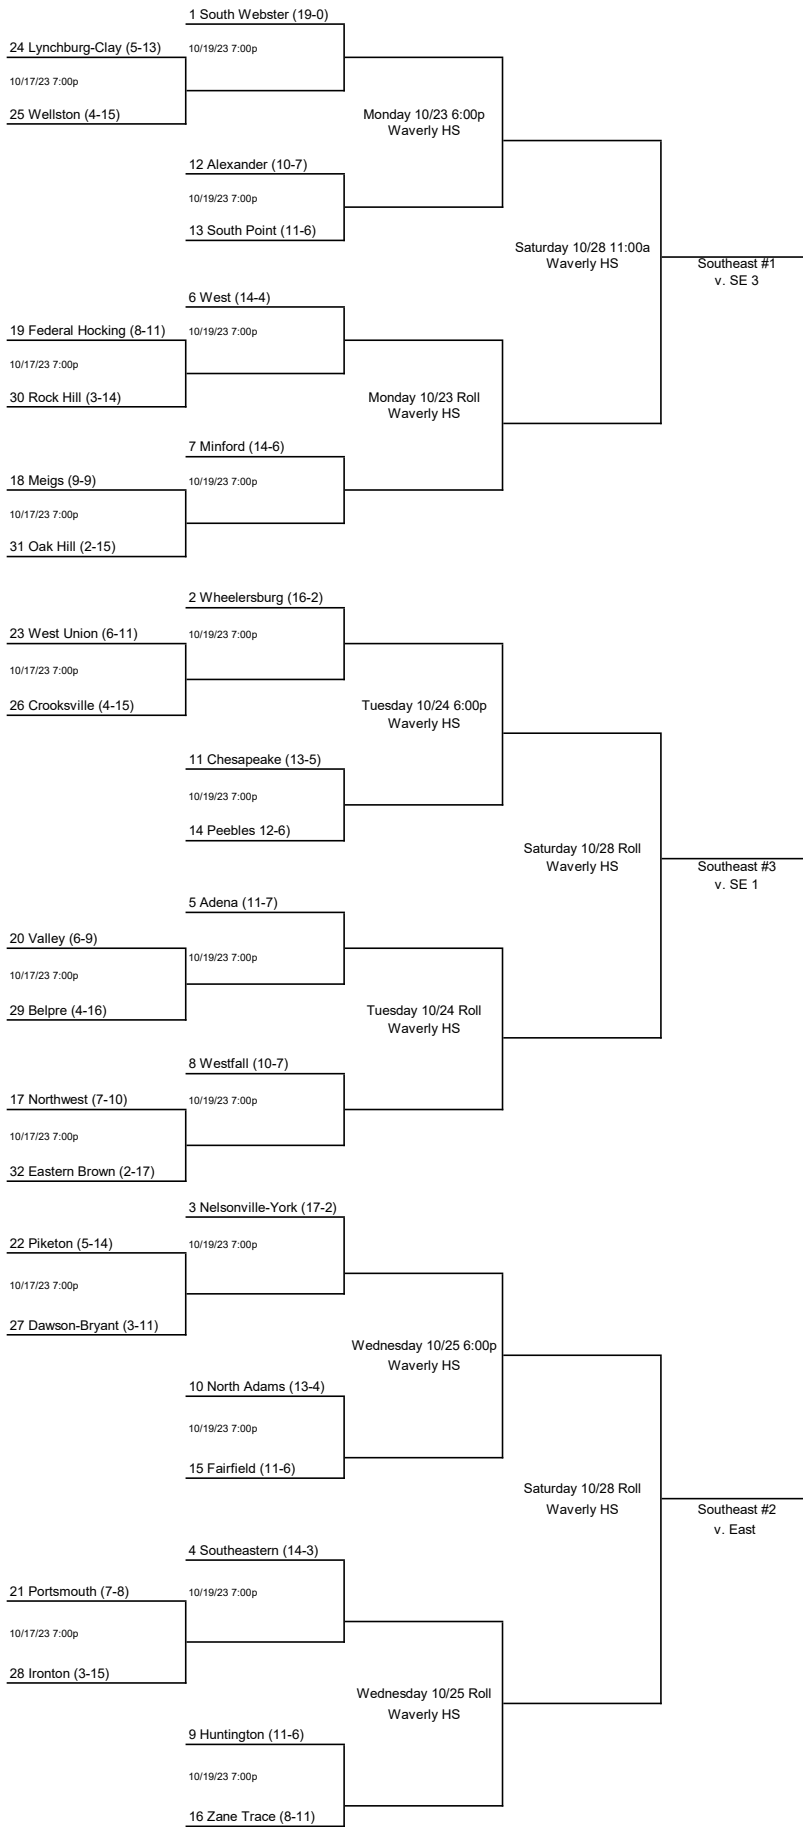 1 South Webster (19-0)
24 Lynchburg-Clay (5-13)
10/19/23 7:00p
10/17/23 7:00p
25 Wellston (4-15)
Monday 10/23 6:00p
Waverly HS
12 Alexander (10-7)
10/19/23 7:00p
13 South Point (11-6)
Saturday 10/28 11:00a
Waverly HS
Southeast #1
v. SE 3
6 West (14-4)
19 Federal Hocking (8-11)
10/19/23 7:00p
10/17/23 7:00p
30 Rock Hill (3-14)
Monday 10/23 Roll
Waverly HS
7 Minford (14-6)
18 Meigs (9-9)
10/19/23 7:00p
10/17/23 7:00p
31 Oak Hill (2-15)
2 Wheelersburg (16-2)
23 West Union (6-11)
10/19/23 7:00p
10/17/23 7:00p
26 Crooksville (4-15)
Tuesday 10/24 6:00p
Waverly HS
11 Chesapeake (13-5)
10/19/23 7:00p
14 Peebles 12-6)
Saturday 10/28 Roll
Waverly HS
Southeast #3
v. SE 1
5 Adena (11-7)
20 Valley (6-9)
10/19/23 7:00p
10/17/23 7:00p
29 Belpre (4-16)
Tuesday 10/24 Roll
Waverly HS
8 Westfall (10-7)
17 Northwest (7-10)
10/19/23 7:00p
10/17/23 7:00p
32 Eastern Brown (2-17)
3 Nelsonville-York (17-2)
22 Piketon (5-14)
10/19/23 7:00p
10/17/23 7:00p
27 Dawson-Bryant (3-11)
Wednesday 10/25 6:00p
Waverly HS
10 North Adams (13-4)
10/19/23 7:00p
15 Fairfield (11-6)
Saturday 10/28 Roll
Waverly HS
Southeast #2
v. East
4 Southeastern (14-3)
21 Portsmouth (7-8)
10/19/23 7:00p
10/17/23 7:00p
28 Ironton (3-15)
Wednesday 10/25 Roll
Waverly HS
9 Huntington (11-6)
10/19/23 7:00p
16 Zane Trace (8-11)